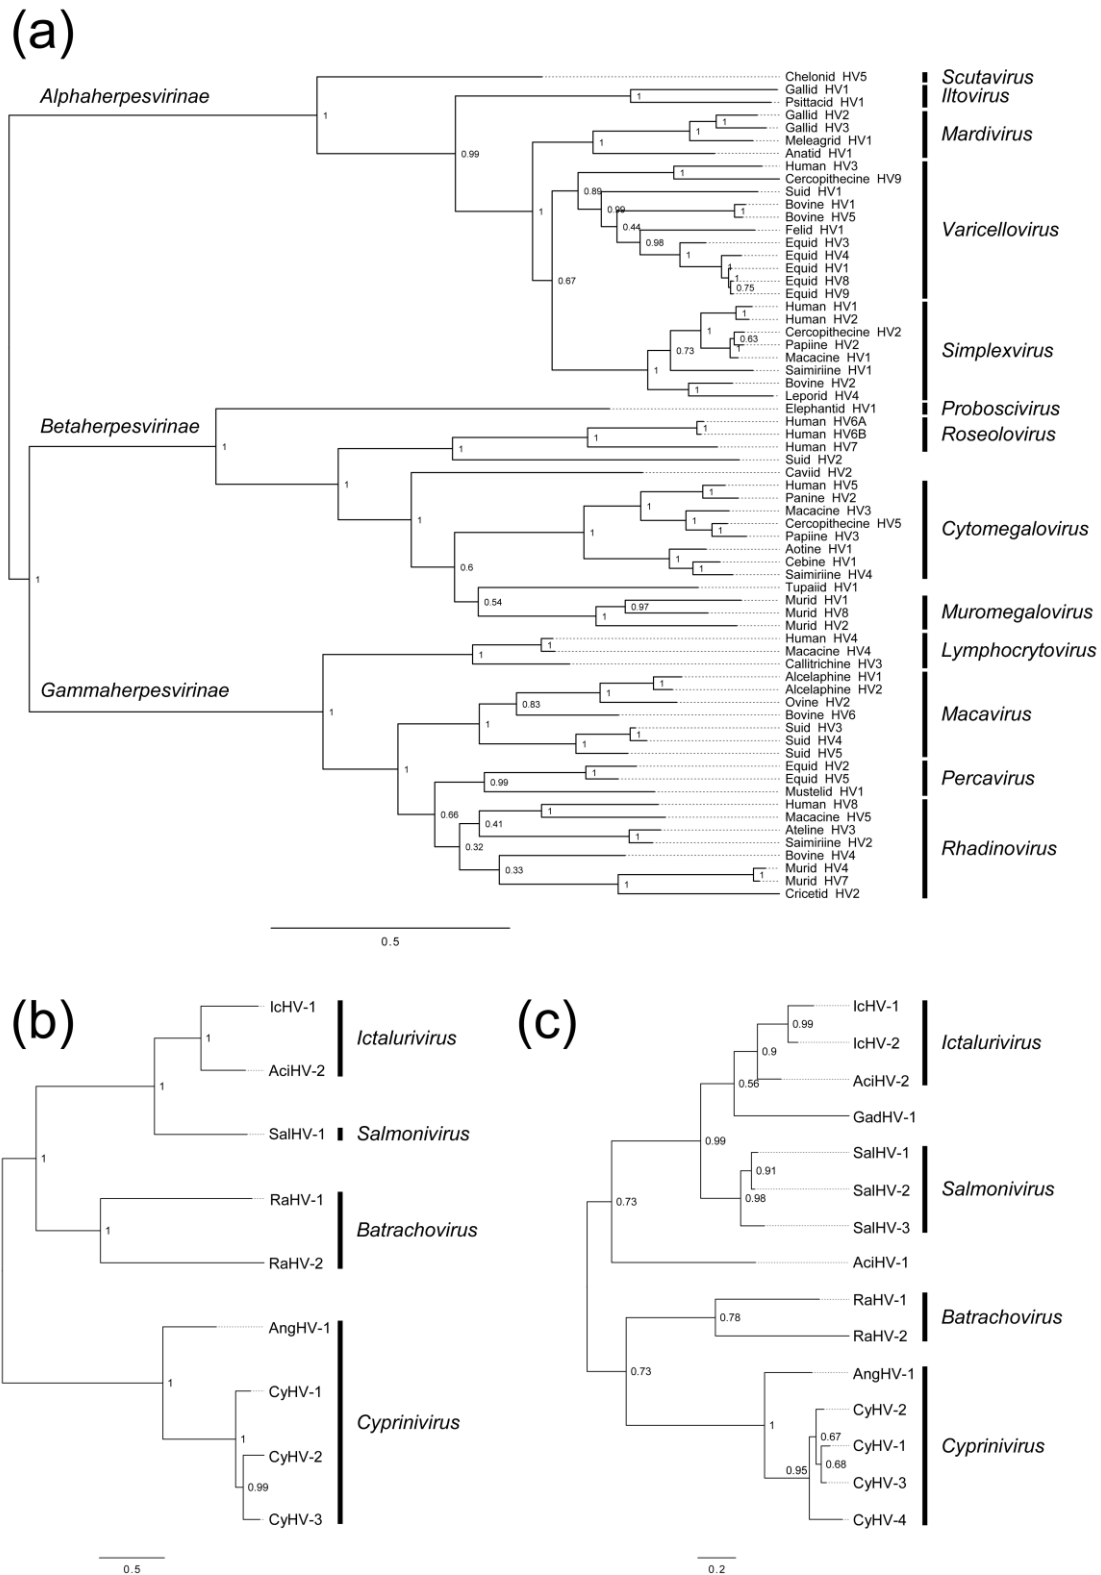 (a)
Alphaherpesvirinae
Betaherpesvirinae
Gammaherpesvirinae
Chelonid HV5
Gallid HV1
Psittacid HV1
Gallid HV2
Gallid HV3
Meleagrid HV1
Anatid HV1
Human HV3
Cercopithecine HV9
Suid HV1
Bovine HV1
Bovine HV5
Felid HV1
Equid HV3
Equid HV4
Equid HV1
Equid HV8
Equid HV9
Human HV1
Human HV2
Cercopithecine HV2
Papiine HV2
Macacine HV1
Saimiriine HV1
Bovine HV2
Leporid HV4
Elephantid HV1
Human HV6A
Human HV6B
Human HV7
Suid HV2
Caviid HV2
Human HV5
Panine HV2
Macacine HV3
Cercopithecine HV5
Papiine HV3
Aotine HV1
Cebine HV1
Saimiriine HV4
Tupaiid HV1
Murid HV1
Murid HV8
Murid HV2
Human HV4
Macacine HV4
Callitrichine HV3
Alcelaphine HV1
Alcelaphine HV2
Ovine HV2
Bovine HV6
Suid HV3
Suid HV4
Suid HV5
Equid HV2
Equid HV5
Mustelid HV1
Human HV8
Macacine HV5
Ateline HV3
Saimiriine HV2
Bovine HV4
Murid HV4
Murid HV7
Cricetid HV2
Scutavirus
Iltovirus
Mardivirus
Varicellovirus
Simplexvirus
Proboscivirus
Roseolovirus
Cytomegalovirus
Muromegalovirus
Lymphocrytovirus
Macavirus
Percavirus
Rhadinovirus
1
1
0.99
1
1
1
1
1
0.89
0.99
1
0.44
0.98
1
1
1
0.75
0.67
1
1
0.63
1
0.73
1
1
1
1
1
1
1
1
1
1
1
1
1
0.6
1
1
0.97
0.54
1
1
1
1
1
1
0.83
1
1
1
1
1
0.99
0.66
1
0.41
1
0.32
0.33
1
1
0.5
(b)
IcHV-1
AciHV-2
SalHV-1
RaHV-1
RaHV-2
AngHV-1
CyHV-1
CyHV-2
CyHV-3
Ictalurivirus
Salmonivirus
Batrachovirus
Cyprinivirus
1
1
1
1
1
1
0.99
0.5
(c)
IcHV-1
IcHV-2
AciHV-2
GadHV-1
SalHV-1
SalHV-2
SalHV-3
AciHV-1
RaHV-1
RaHV-2
AngHV-1
CyHV-2
CyHV-1
CyHV-3
CyHV-4
Ictalurivirus
Salmonivirus
Batrachovirus
Cyprinivirus
0.99
0.9
0.56
0.99
0.91
0.98
0.73
0.78
0.73
1
0.67
0.68
0.95
0.2